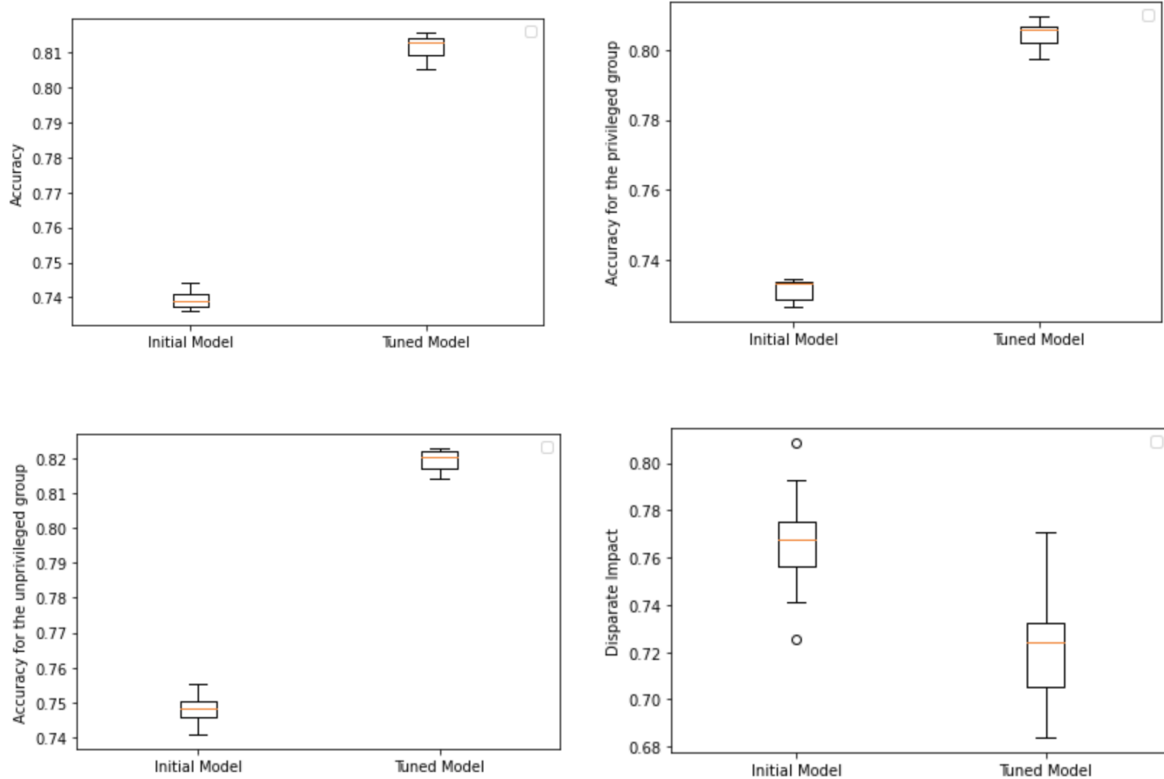 Accuracy
0.81
0.80
0.79
0.78
0.77
0.76
0.75
0.74
Initial Model
Tuned Model
Accuracy for the privileged group
0.80
0.78
0.76
0.74
Initial Model
Tuned Model
Accuracy for the unprivileged group
0.82
0.81
0.80
0.79
0.78
0.77
0.76
0.75
0.74
Initial Model
Tuned Model
Disparate Impact
0.80
0.78
0.76
0.74
0.72
0.70
0.68
Initial Model
Tuned Model